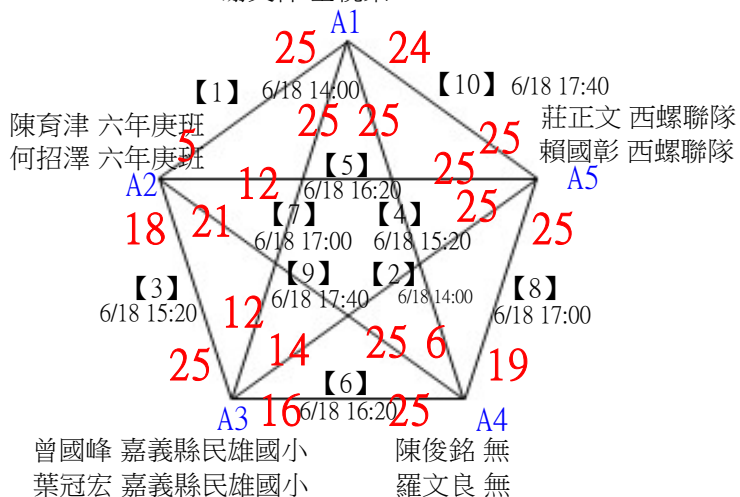 A1
25
24
【1】
6/18 14:00
【10】 6/18 17:40
25
25
陳育津 六年庚班
何招澤 六年庚班
5
25
莊正文 西螺聯隊
賴國彰 西螺聯隊
A2
【5】
6/18 16:20
12
25
A5
18
21
【7】
6/18 17:00
【4】
6/18 15:20
25
25
【3】
6/18 15:20
【9】
6/18 17:40
【2】
6/18 14:00
【8】
6/18 17:00
12
14
25
6
25
19
【6】
6/18 16:20
A3
16
25
A4
曾國峰 嘉義縣民雄國小
葉冠宏 嘉義縣民雄國小
陳俊銘 無
羅文良 無